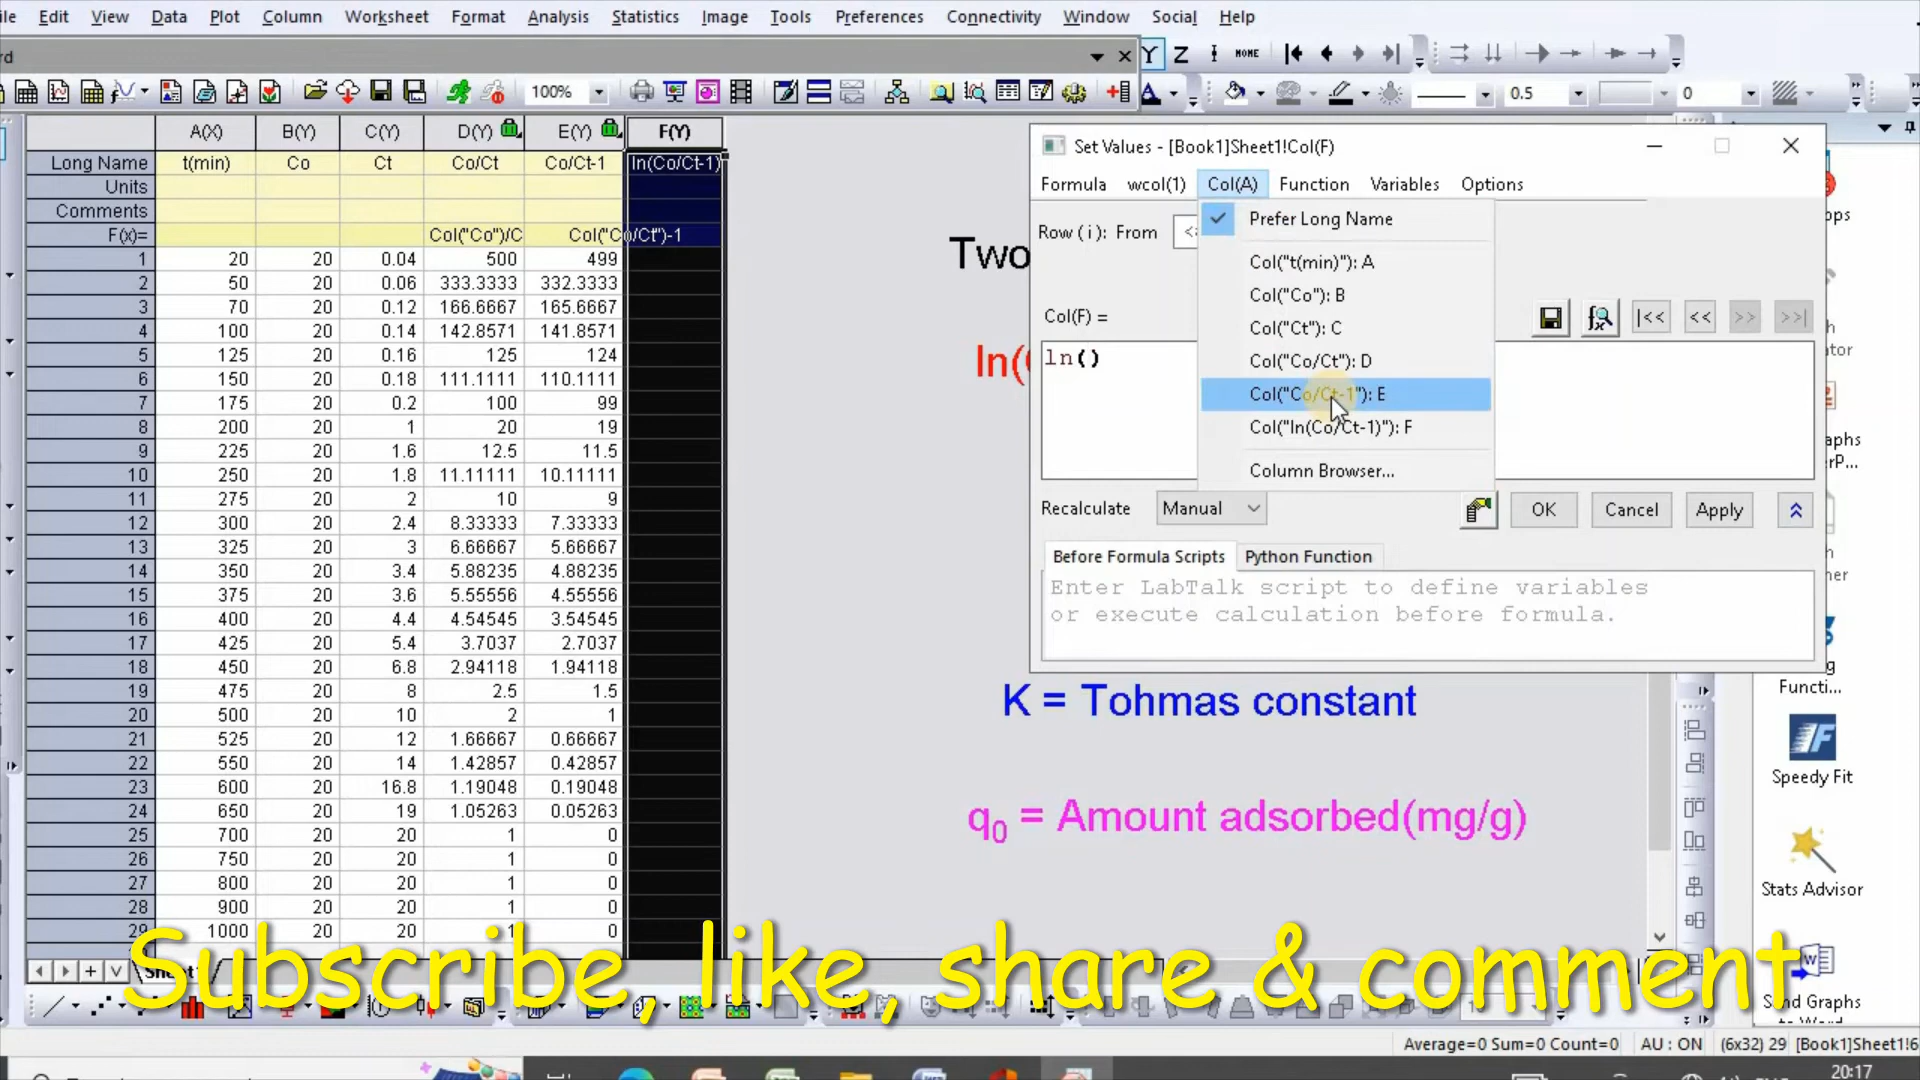 ile Edit View Data Plot Column Worksheet Format Analysis Statistics Image Tools Preferences Connectivity Window Social Help
rd
Y Z HOME
100% A 0.5 0
A(X) B(Y) C(Y) D(Y) E(Y) F(Y)
Long Name t(min) Co Ct Co/Ct Co/Ct-1 ln(Co/Ct-1)
Units
Comments
F(x)= Col("Co")/C Col("Co/Ct")-1
1 20 20 0.04 500 499
2 50 20 0.06 333.3333 332.3333
3 70 20 0.12 166.6667 165.6667
4 100 20 0.14 142.8571 141.8571
5 125 20 0.16 125 124
6 150 20 0.18 111.1111 110.1111
7 175 20 0.2 100 99
8 200 20 1 20 19
9 225 20 1.6 12.5 11.5
10 250 20 1.8 11.11111 10.11111
11 275 20 2 10 9
12 300 20 2.4 8.33333 7.33333
13 325 20 3 6.66667 5.66667
14 350 20 3.4 5.88235 4.88235
15 375 20 3.6 5.55556 4.55556
16 400 20 4.4 4.54545 3.54545
17 425 20 5.4 3.7037 2.7037
18 450 20 6.8 2.94118 1.94118
19 475 20 8 2.5 1.5
20 500 20 10 2 1
21 525 20 12 1.66667 0.66667
22 550 20 14 1.42857 0.42857
23 600 20 16.8 1.19048 0.19048
24 650 20 19 1.05263 0.05263
25 700 20 20 1 0
26 750 20 20 1 0
27 800 20 20 1 0
28 900 20 20 1 0
29 1000 20 20 1 0
Two
ln(
Set Values - [Book1]Sheet1!Col(F)
Formula wcol(1) Col(A) Function Variables Options
Row (i): From
Prefer Long Name
Col("t(min)"): A
Col("Co"): B
Col("Ct"): C
Col("Co/Ct"): D
Col("Co/Ct-1"): E
Col("ln(Co/Ct-1)"): F
Column Browser...
Col(F) =
|<< << >> >>|
ln()
Recalculate Manual OK Cancel Apply
Before Formula Scripts Python Function
Enter LabTalk script to define variables
or execute calculation before formula.
K = Tohmas constant
q0 = Amount adsorbed(mg/g)
ops
ator
aphs
erP...
ner
Functi...
Speedy Fit
Stats Advisor
Send Graphs
to Word
Sheet1
Subscribe, like, share & comment
Average=0 Sum=0 Count=0 AU : ON (6x32) 29 [Book1]Sheet1!6
20:17